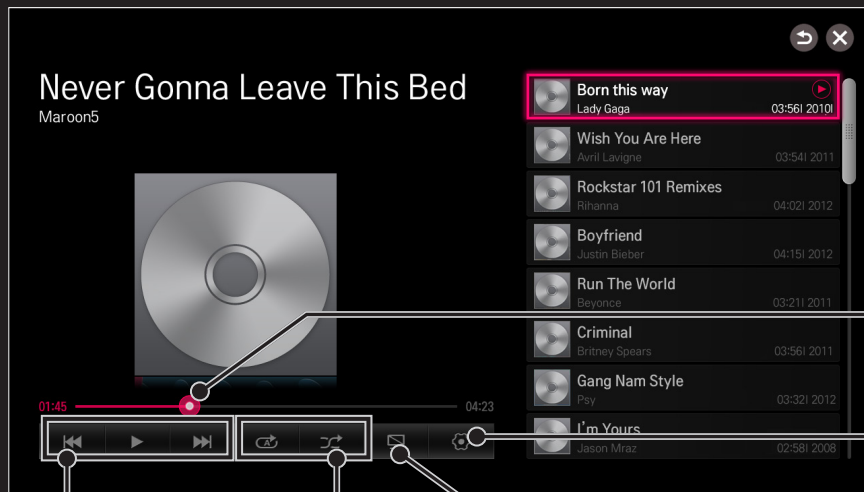 Never Gonna Leave This Bed
Maroon5
Born this way
Lady Gaga 03:56| 2010|
Wish You Are Here
Avril Lavigne 03:54| 2011
Rockstar 101 Remixes
Rihanna 04:02| 2012
Boyfriend
Justin Bieber 04:15| 2012
Run The World
Beyonce 03:21| 2011
Criminal
Britney Spears 03:56| 2011
Gang Nam Style
Psy 03:32| 2012
I'm Yours
Jason Mraz 02:58| 2008
01:45 04:23
A